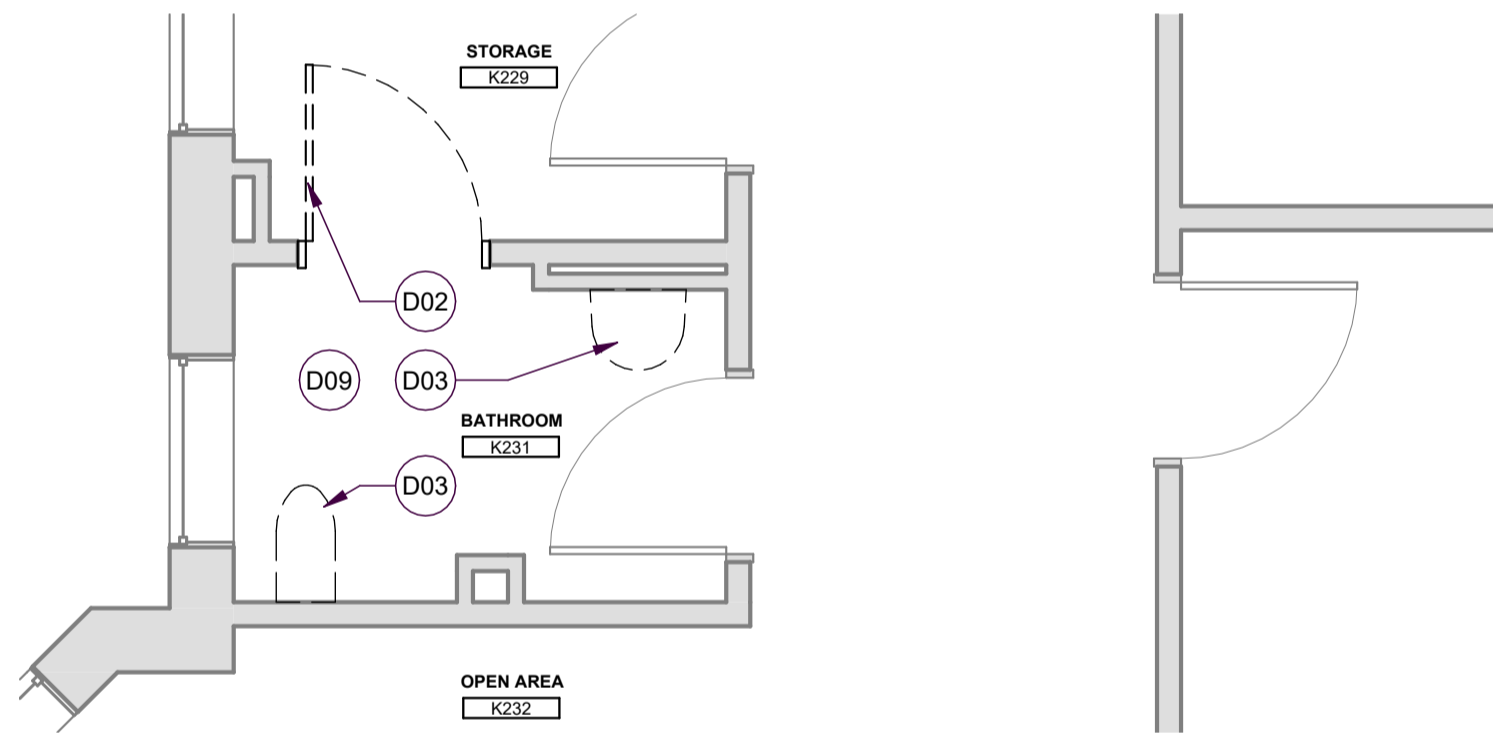 STORAGE
K229
D02
D09
D03
BATHROOM
K231
D03
OPEN AREA
K232